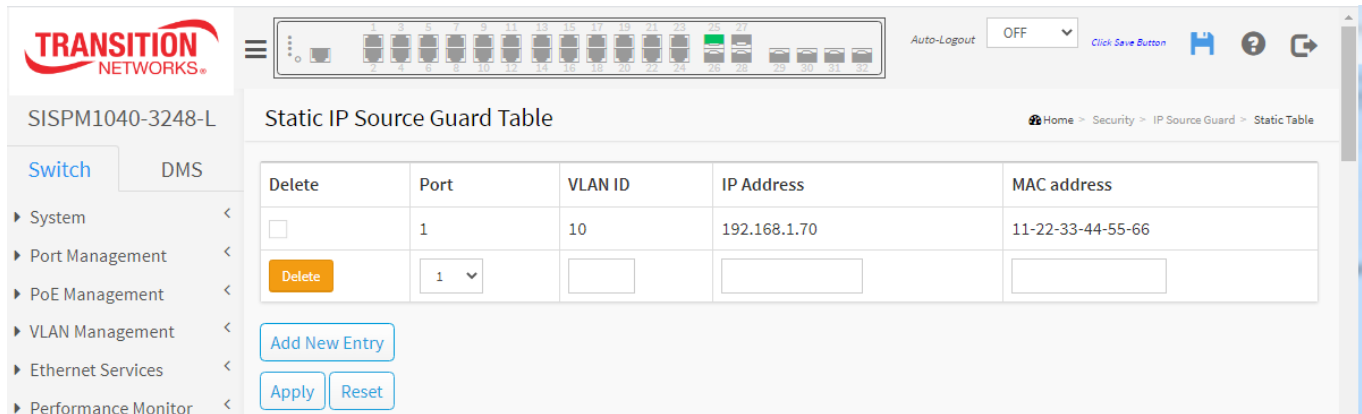 TRANSITION
NETWORKS®
1 3 5 7 9 11 13 15 17 19 21 23 25 27
2 4 6 8 10 12 14 16 18 20 22 24 26 28 29 30 31 32
Auto-Logout OFF Click Save Button
SISPM1040-3248-L
Static IP Source Guard Table
Home > Security > IP Source Guard > Static Table
Switch DMS
System
Port Management
PoE Management
VLAN Management
Ethernet Services
Performance Monitor
Delete Port VLAN ID IP Address MAC address
1 10 192.168.1.70 11-22-33-44-55-66
Delete 1
Add New Entry
Apply Reset